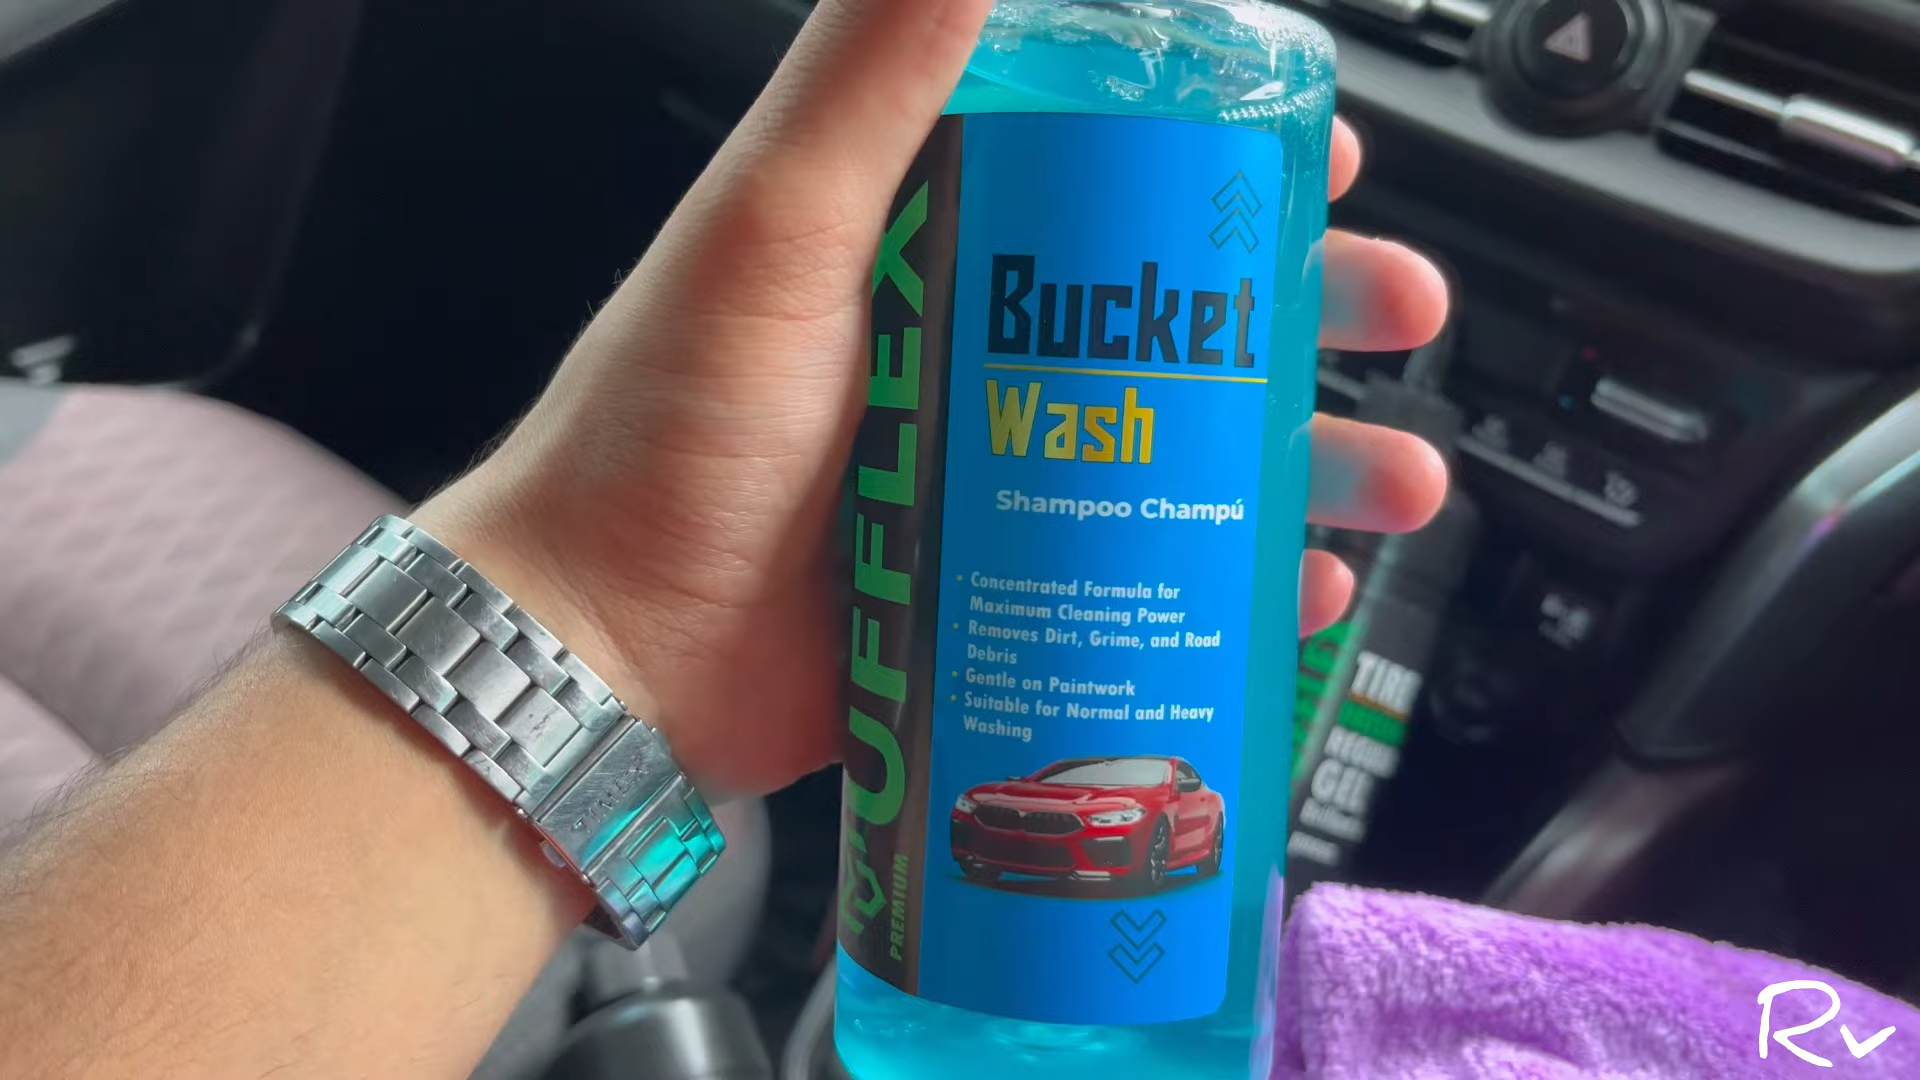 MUFFLEX
PREMIUM
Bucket
Wash
Shampoo Champú
• Concentrated Formula for
Maximum Cleaning Power
• Removes Dirt, Grime, and Road
Debris
• Gentle on Paintwork
• Suitable for Normal and Heavy
Washing
TIMEX
TIRE
GEL
Rv